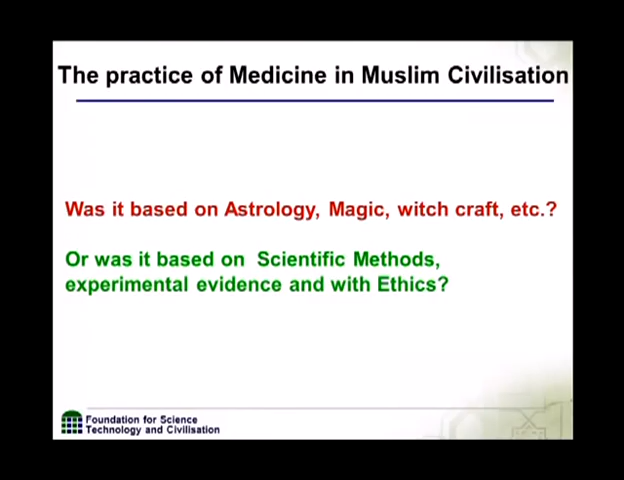 The practice of Medicine in Muslim Civilisation
Was it based on Astrology, Magic, witch craft, etc.?
Or was it based on Scientific Methods,
experimental evidence and with Ethics?
Foundation for Science
Technology and Civilisation